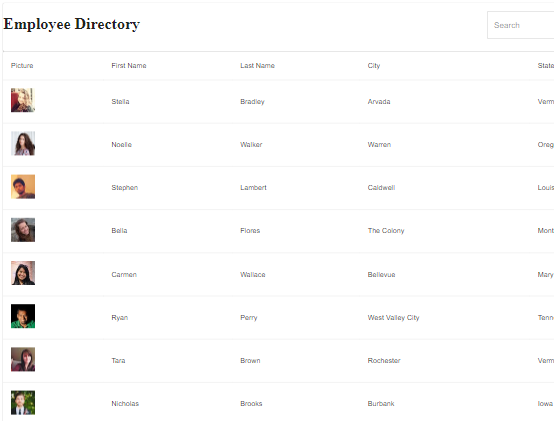 Employee Directory
Search
Picture First Name Last Name City State
Stella Bradley Arvada Verm
Noelle Walker Warren Oreg
Stephen Lambert Caldwell Louis
Bella Flores The Colony Mont
Carmen Wallace Bellevue Mary
Ryan Perry West Valley City Tenn
Tara Brown Rochester Verm
Nicholas Brooks Burbank Iowa